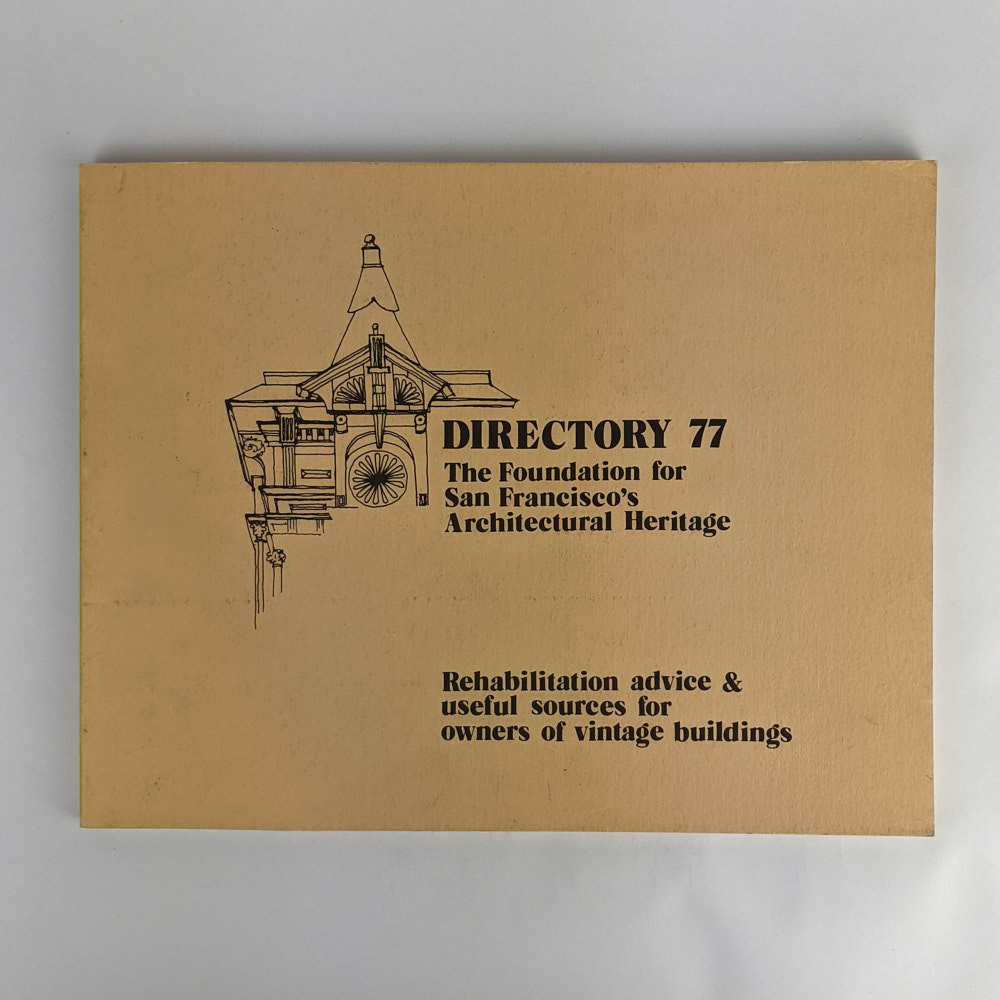 DIRECTORY 77
The Foundation for
San Francisco's
Architectural Heritage
Rehabilitation advice &
useful sources for
owners of vintage buildings